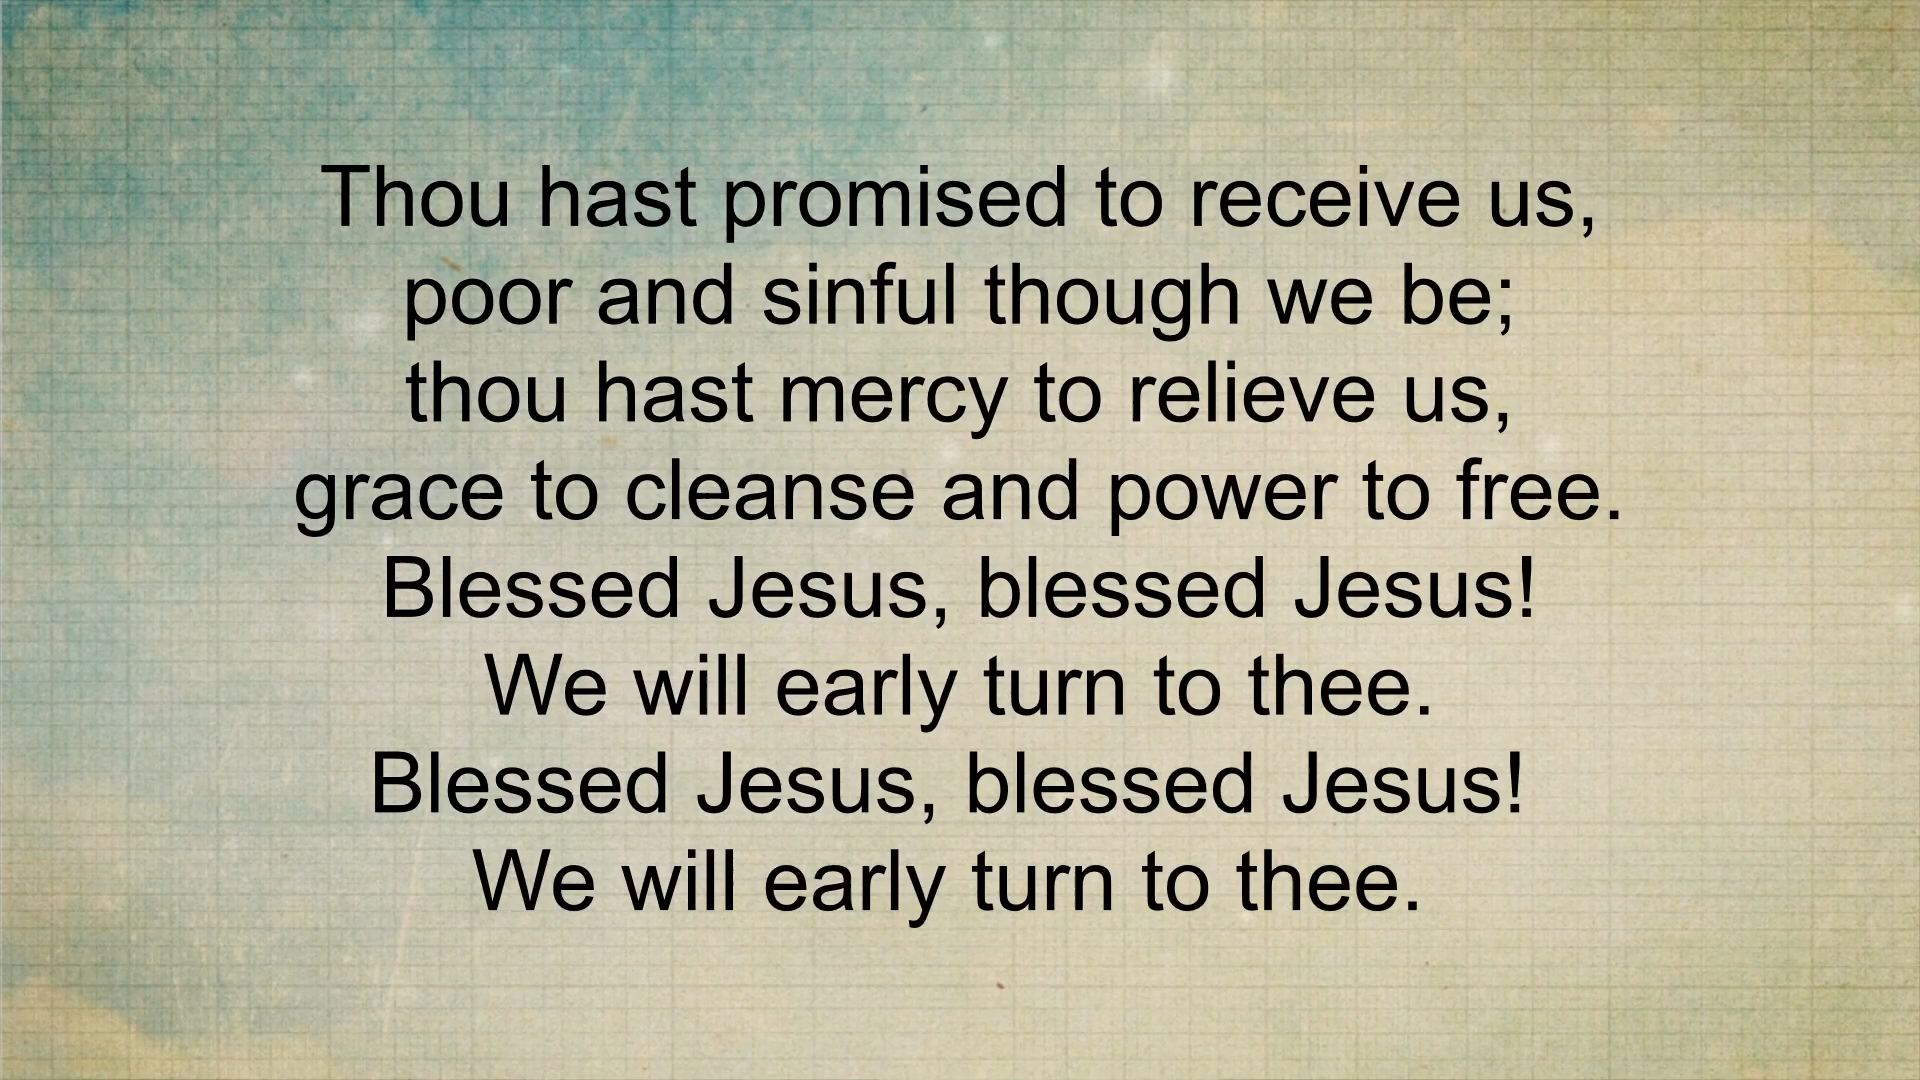 Thou hast promised to receive us,
poor and sinful though we be;
thou hast mercy to relieve us,
grace to cleanse and power to free.
Blessed Jesus, blessed Jesus!
We will early turn to thee.
Blessed Jesus, blessed Jesus!
We will early turn to thee.